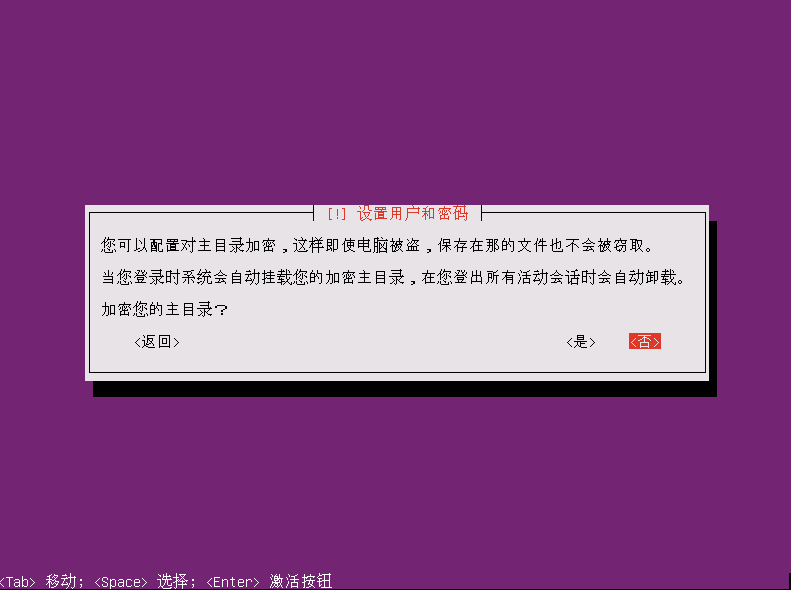 [!] 设置用户和密码
您可以配置对主目录加密，这样即使电脑被盗，保存在那的文件也不会被窃取。
当您登录时系统会自动挂载您的加密主目录，在您登出所有活动会话时会自动卸载。
加密您的主目录？
<返回> <是> <否>
<Tab> 移动; <Space> 选择; <Enter> 激活按钮